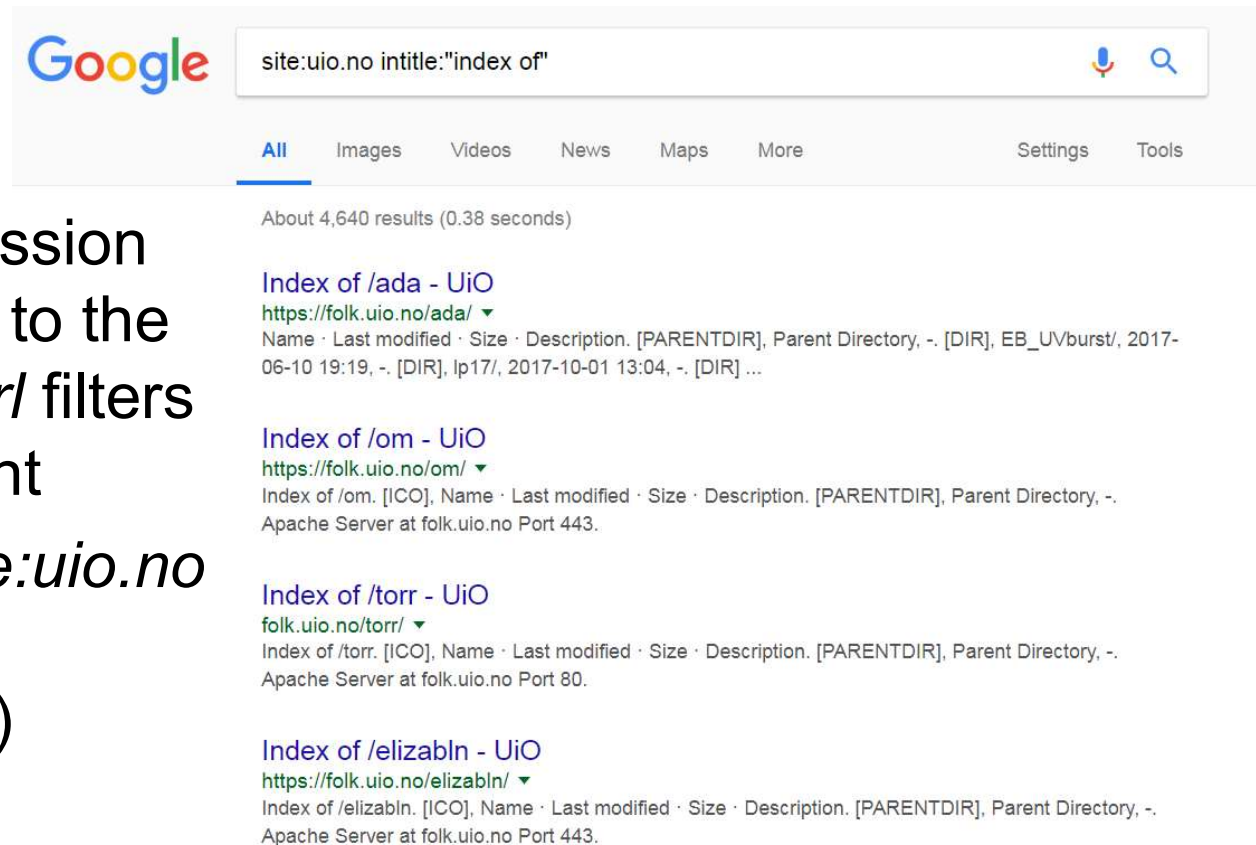 Google
site:uio.no intitle:"index of"
All Images Videos News Maps More Settings Tools
About 4,640 results (0.38 seconds)
Index of /ada - UiO
https://folk.uio.no/ada/ ▼
Name · Last modified · Size · Description. [PARENTDIR], Parent Directory, -. [DIR], EB_UVburst/, 2017-
06-10 19:19, -. [DIR], lp17/, 2017-10-01 13:04, -. [DIR] ...
Index of /om - UiO
https://folk.uio.no/om/ ▼
Index of /om. [ICO], Name · Last modified · Size · Description. [PARENTDIR], Parent Directory, -.
Apache Server at folk.uio.no Port 443.
Index of /torr - UiO
folk.uio.no/torr/ ▼
Index of /torr. [ICO], Name · Last modified · Size · Description. [PARENTDIR], Parent Directory, -.
Apache Server at folk.uio.no Port 80.
Index of /elizabln - UiO
https://folk.uio.no/elizabln/ ▼
Index of /elizabln. [ICO], Name · Last modified · Size · Description. [PARENTDIR], Parent Directory, -.
Apache Server at folk.uio.no Port 443.
ssion
to the
rl filters
nt
e:uio.no
)